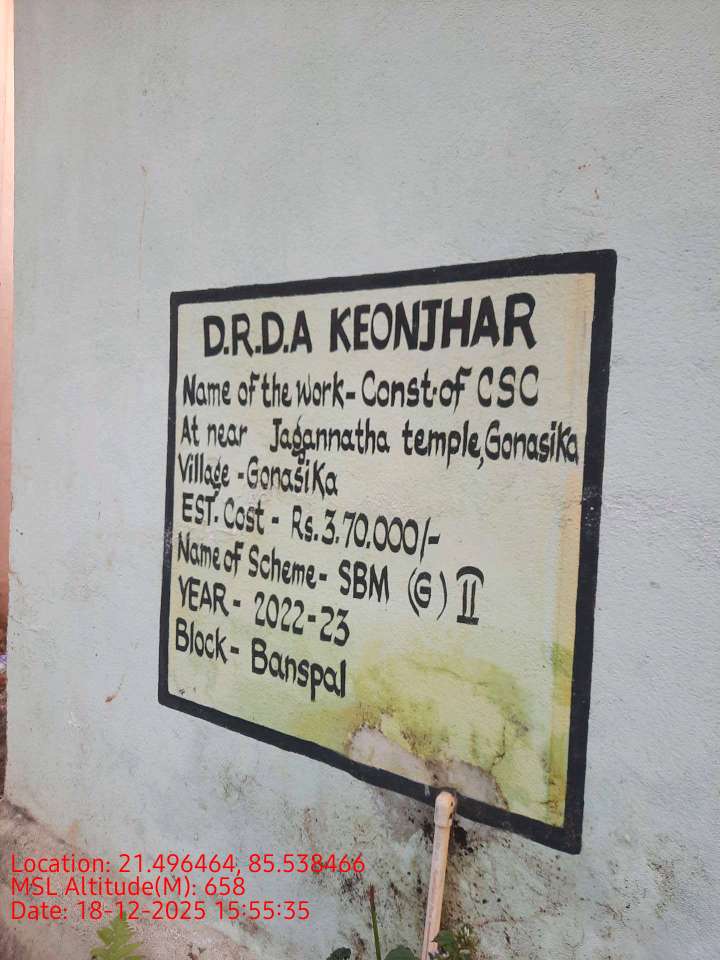 D.R.D.A KEONJHAR
Name of the work- Const.of CSC
At near Jagannatha temple,Gonasika
Village -Gonasika
EST. Cost - Rs.3.70.000/-
Name of Scheme- SBM (G) II
YEAR - 2022-23
Block- Banspal
Location: 21.496464, 85.538466
MSL Altitude(M): 658
Date: 18-12-2025 15:55:35